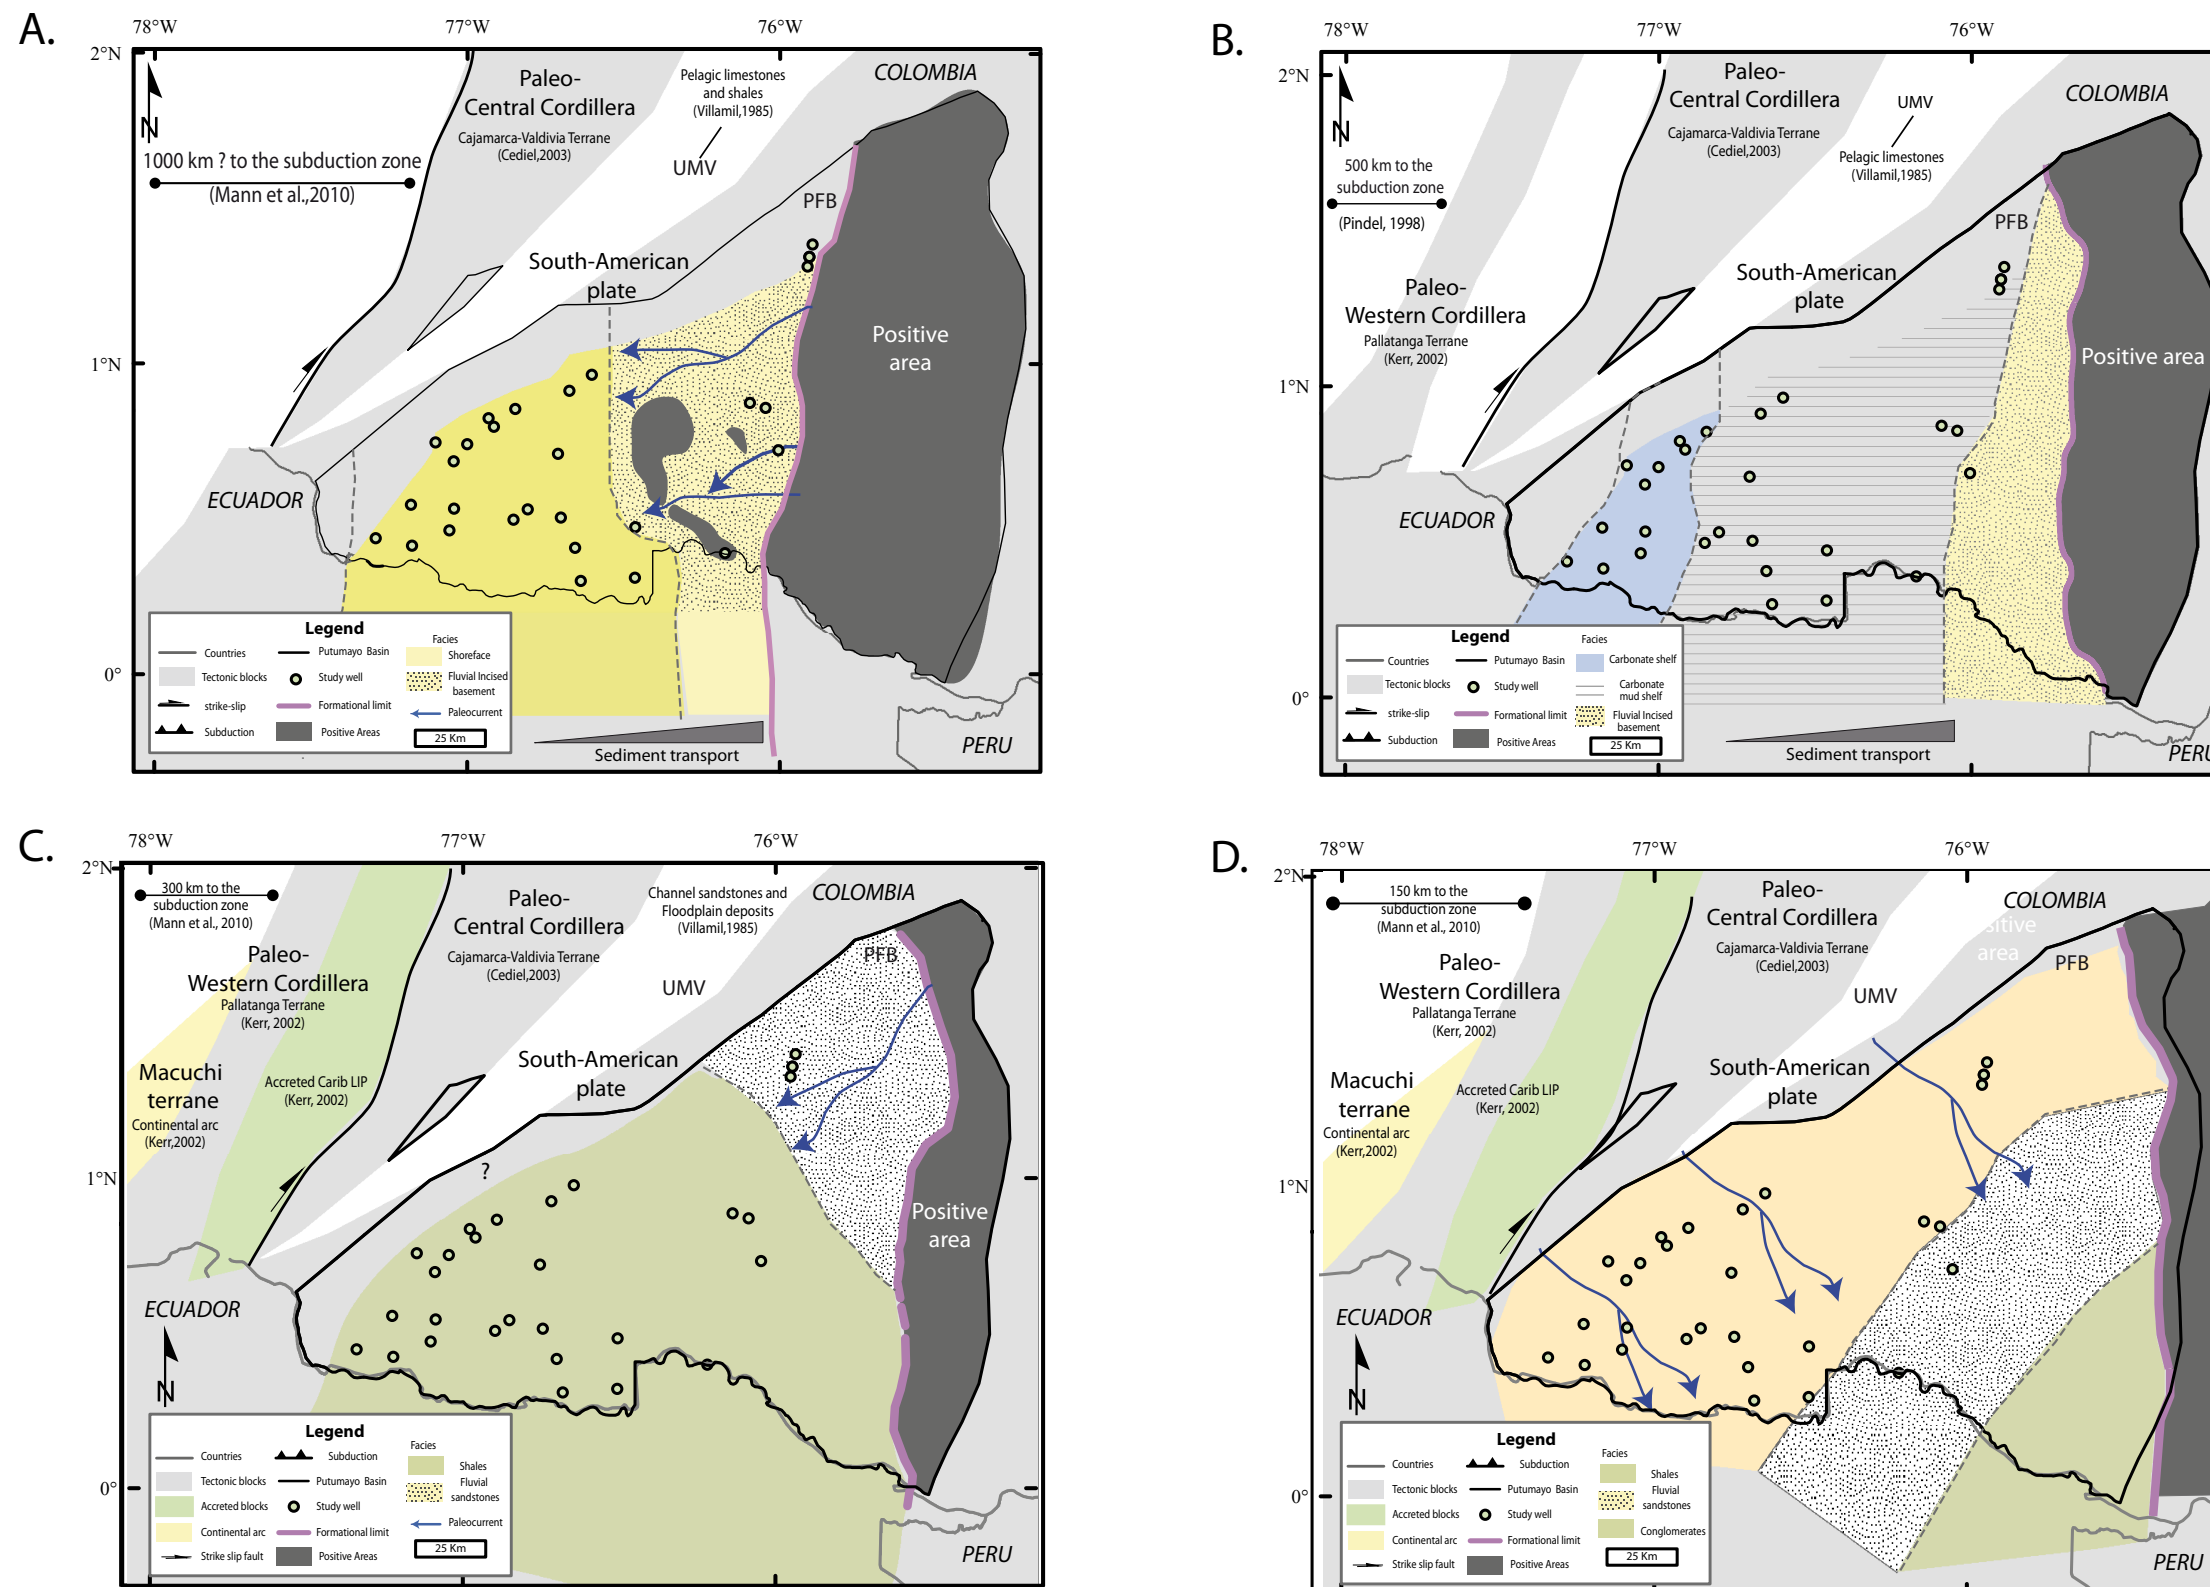 A.
78°W
77°W
76°W
2°N
1°N
0°
N
1000 km ? to the subduction zone
(Mann et al.,2010)
Paleo-
Central Cordillera
Cajamarca-Valdivia Terrane
(Cediel,2003)
Pelagic limestones
and shales
(Villamil,1985)
UMV
COLOMBIA
PFB
South-American
plate
Positive
area
ECUADOR
PERU
Sediment transport
Legend
Countries
Tectonic blocks
strike-slip
Subduction
Putumayo Basin
Study well
Formational limit
Positive Areas
Facies
Shoreface
Fluvial Incised
basement
Paleocurrent
25 Km
B.
78°W
77°W
76°W
2°N
1°N
0°
N
500 km to the
subduction zone
(Pindel, 1998)
Paleo-
Central Cordillera
Cajamarca-Valdivia Terrane
(Cediel,2003)
UMV
Pelagic limestones
(Villamil,1985)
COLOMBIA
PFB
Paleo-
Western Cordillera
Pallatanga Terrane
(Kerr, 2002)
South-American
plate
Positive area
ECUADOR
PERU
Sediment transport
Legend
Countries
Tectonic blocks
strike-slip
Subduction
Putumayo Basin
Study well
Formational limit
Positive Areas
Facies
Carbonate shelf
Carbonate
mud shelf
Fluvial Incised
basement
25 Km
C.
78°W
77°W
76°W
2°N
1°N
0°
300 km to the
subduction zone
(Mann et al., 2010)
Paleo-
Central Cordillera
Cajamarca-Valdivia Terrane
(Cediel,2003)
Channel sandstones and
Floodplain deposits
(Villamil,1985)
COLOMBIA
PFB
UMV
Paleo-
Western Cordillera
Pallatanga Terrane
(Kerr, 2002)
Macuchi
terrane
Continental arc
(Kerr,2002)
Accreted Carib LIP
(Kerr, 2002)
South-American
plate
?
Positive
area
ECUADOR
N
PERU
Legend
Countries
Tectonic blocks
Accreted blocks
Continental arc
Strike slip fault
Subduction
Putumayo Basin
Study well
Formational limit
Positive Areas
Facies
Shales
Fluvial
sandstones
Paleocurrent
25 Km
D.
78°W
77°W
76°W
2°N
1°N
0°
150 km to the
subduction zone
(Mann et al., 2010)
Paleo-
Central Cordillera
Cajamarca-Valdivia Terrane
(Cediel,2003)
COLOMBIA
sitive
area
PFB
UMV
Paleo-
Western Cordillera
Pallatanga Terrane
(Kerr, 2002)
Macuchi
terrane
Continental arc
(Kerr,2002)
Accreted Carib LIP
(Kerr, 2002)
South-American
plate
ECUADOR
N
PERU
Legend
Countries
Tectonic blocks
Accreted blocks
Continental arc
Strike slip fault
Subduction
Putumayo Basin
Study well
Formational limit
Positive Areas
Facies
Shales
Fluvial
sandstones
Conglomerates
25 Km